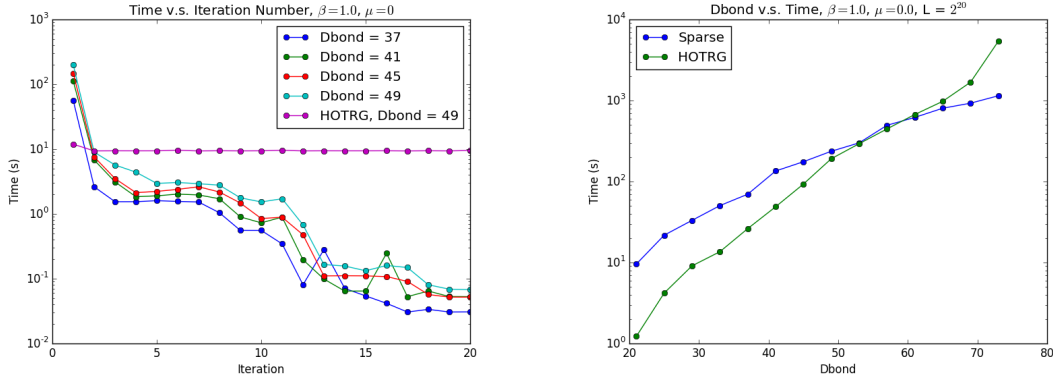 Time v.s. Iteration Number, β=1.0, μ=0
Time (s)
10³
10²
10¹
10⁰
10⁻¹
10⁻²
Dbond = 37
Dbond = 41
Dbond = 45
Dbond = 49
HOTRG, Dbond = 49
0 5 10 15 20
Iteration
Dbond v.s. Time, β=1.0, μ=0.0, L = 2²⁰
Time (s)
10⁴
10³
10²
10¹
10⁰
Sparse
HOTRG
20 30 40 50 60 70 80
Dbond